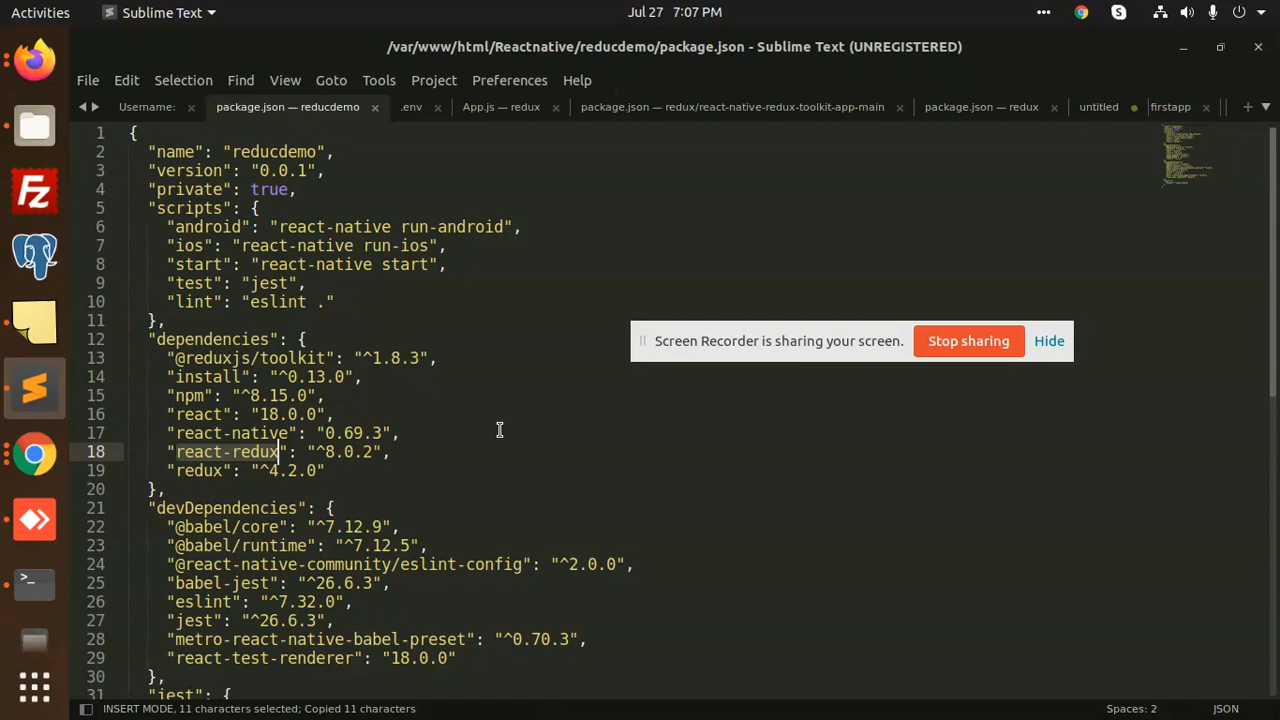 Activities
Sublime Text
Jul 27 7:07 PM
/var/www/html/Reactnative/reducdemo/package.json - Sublime Text (UNREGISTERED)
File Edit Selection Find View Goto Tools Project Preferences Help
Username: package.json — reducdemo .env App.js — redux package.json — redux/react-native-redux-toolkit-app-main package.json — redux untitled firstapp
1 {
2 "name": "reducdemo",
3 "version": "0.0.1",
4 "private": true,
5 "scripts": {
6 "android": "react-native run-android",
7 "ios": "react-native run-ios",
8 "start": "react-native start",
9 "test": "jest",
10 "lint": "eslint ."
11 },
12 "dependencies": {
13 "@reduxjs/toolkit": "^1.8.3",
14 "install": "^0.13.0",
15 "npm": "^8.15.0",
16 "react": "18.0.0",
17 "react-native": "0.69.3",
18 "react-redux": "^8.0.2",
19 "redux": "^4.2.0"
20 },
21 "devDependencies": {
22 "@babel/core": "^7.12.9",
23 "@babel/runtime": "^7.12.5",
24 "@react-native-community/eslint-config": "^2.0.0",
25 "babel-jest": "^26.6.3",
26 "eslint": "^7.32.0",
27 "jest": "^26.6.3",
28 "metro-react-native-babel-preset": "^0.70.3",
29 "react-test-renderer": "18.0.0"
30 },
31 "jest": {
Screen Recorder is sharing your screen. Stop sharing Hide
INSERT MODE, 11 characters selected; Copied 11 characters
Spaces: 2
JSON